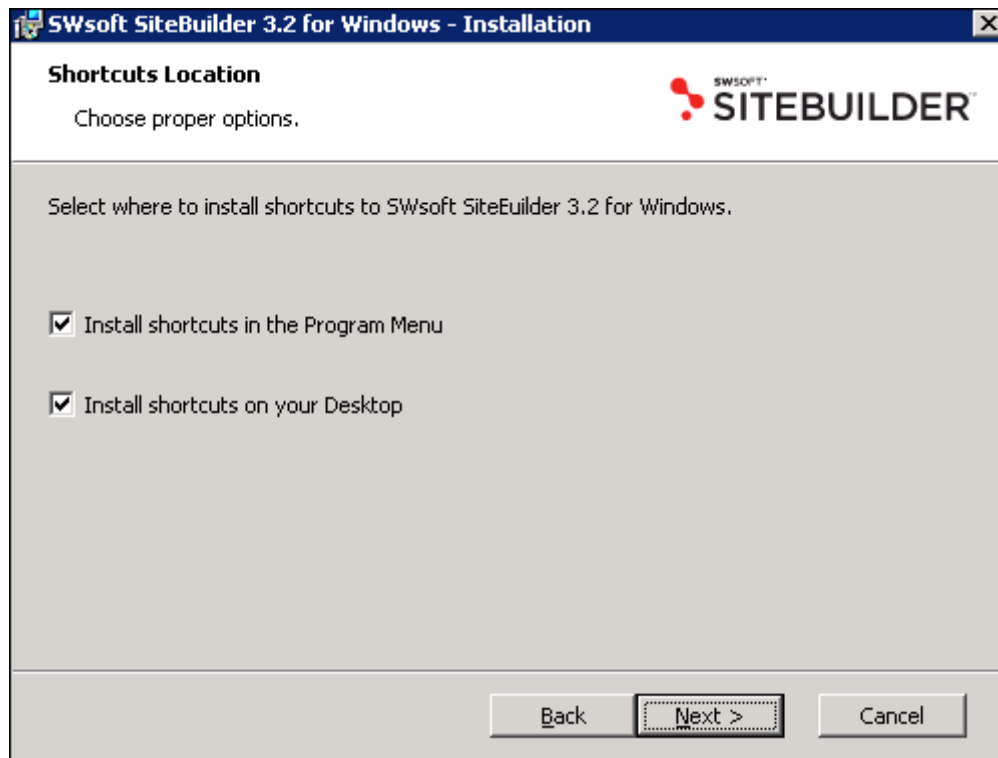 SWsoft SiteBuilder 3.2 for Windows - Installation
Shortcuts Location
Choose proper options.
SWSOFT™
SITEBUILDER™
Select where to install shortcuts to SWsoft SiteEuilder 3.2 for Windows.
Install shortcuts in the Program Menu
Install shortcuts on your Desktop
Back
Next >
Cancel